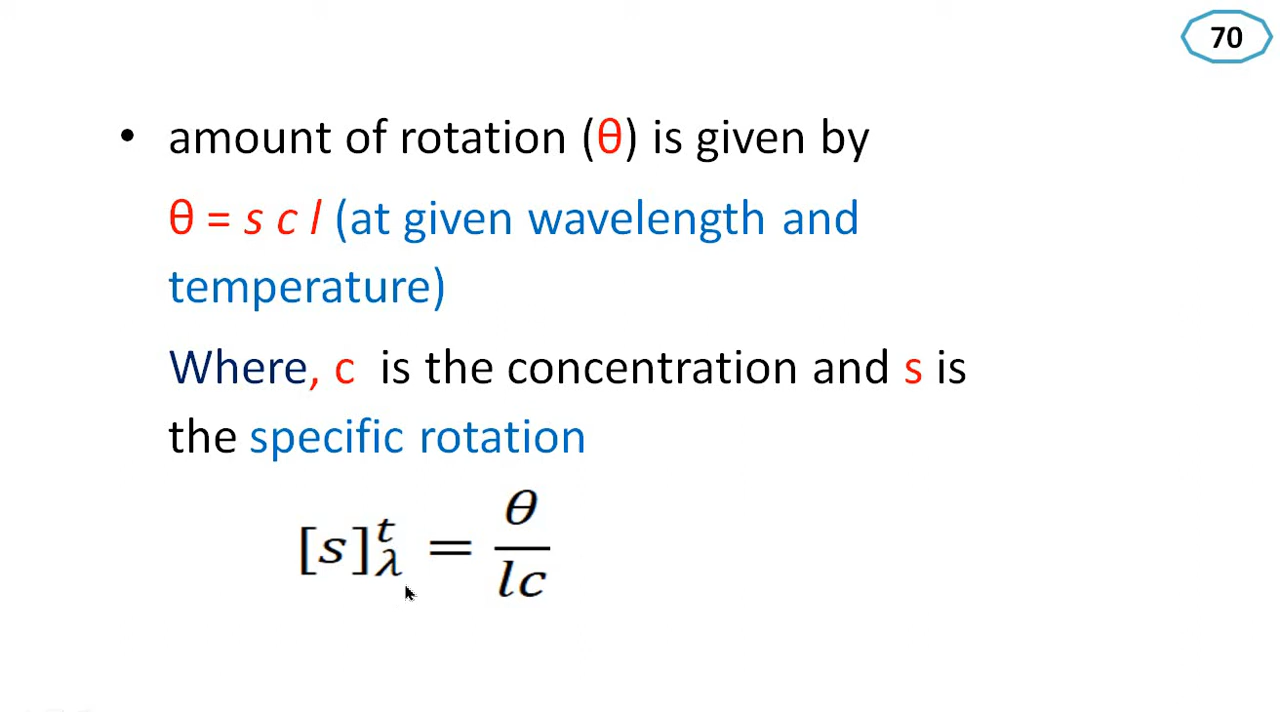 70
• amount of rotation (θ) is given by
θ = s c l (at given wavelength and
temperature)
Where, c is the concentration and s is
the specific rotation
[s]^t_λ = θ/lc